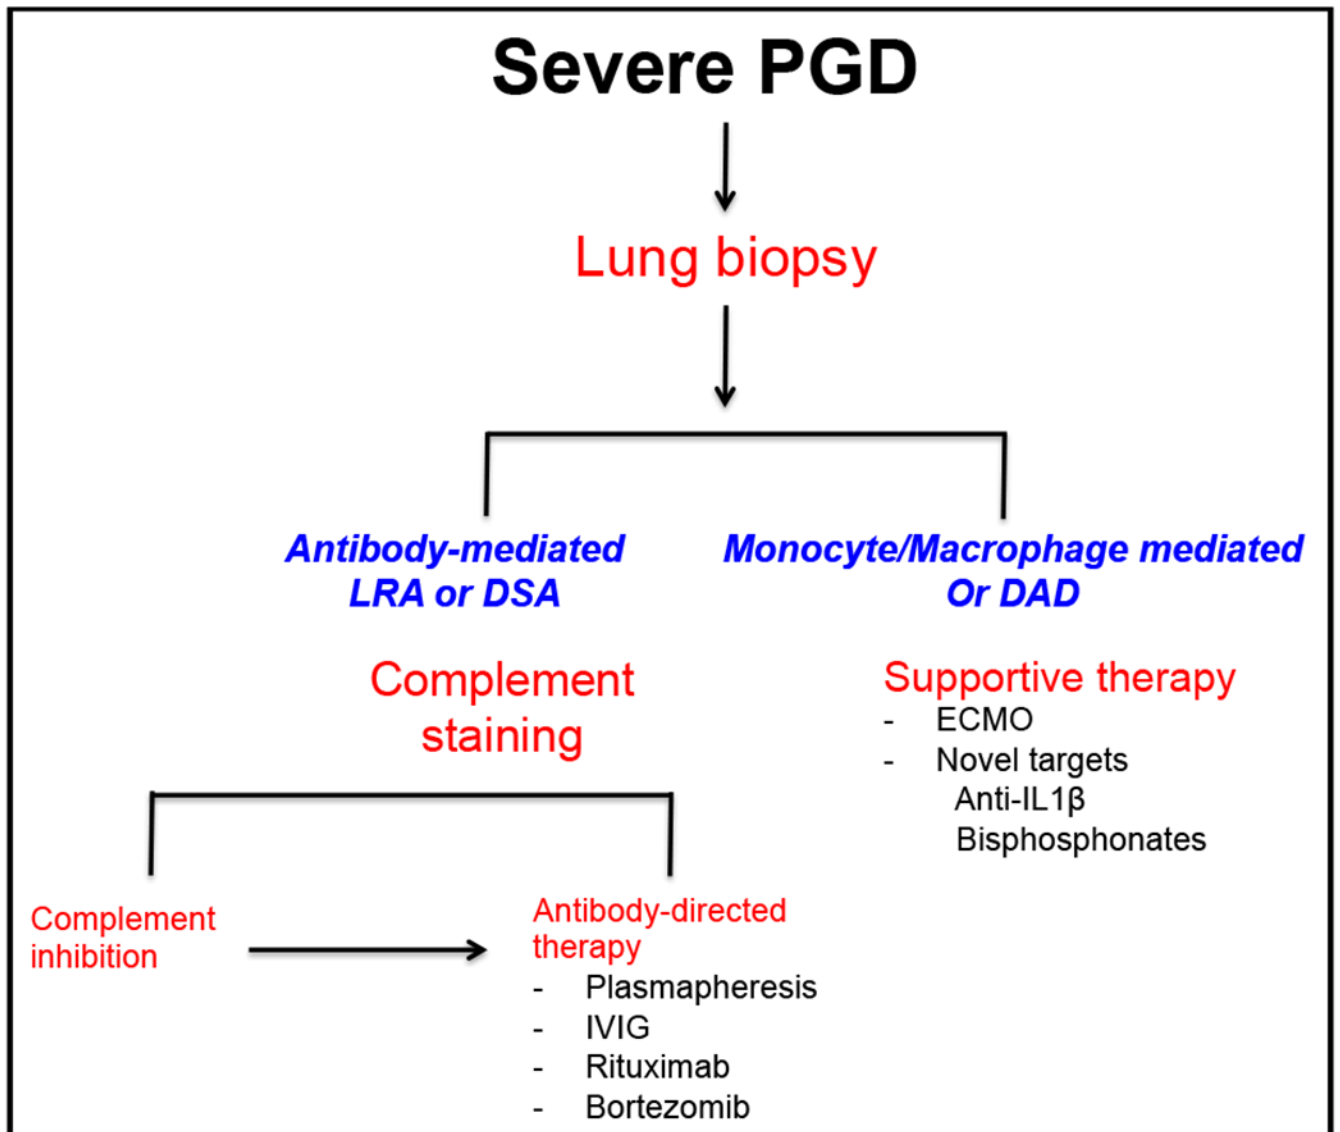 Severe PGD
Lung biopsy
Antibody-mediated
LRA or DSA
Monocyte/Macrophage mediated
Or DAD
Complement
staining
Supportive therapy
- ECMO
- Novel targets
Anti-IL1β
Bisphosphonates
Complement
inhibition
Antibody-directed
therapy
- Plasmapheresis
- IVIG
- Rituximab
- Bortezomib